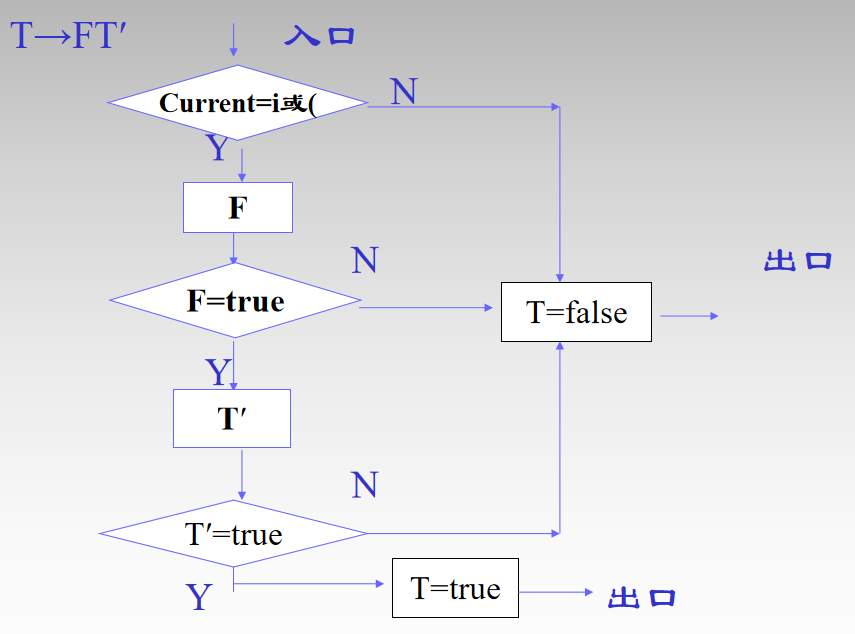 T→FT′
入口
Current=i或(
N
Y
F
N
出口
F=true
T=false
Y
T′
N
T′=true
T=true
Y
出口